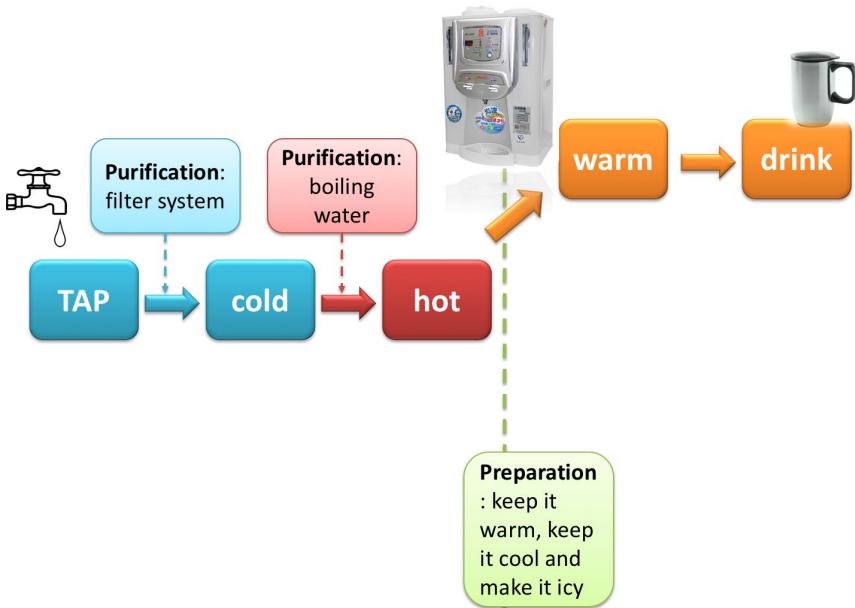 Purification:
filter system
Purification:
boiling
water
TAP
cold
hot
warm
drink
Preparation
: keep it
warm, keep
it cool and
make it icy